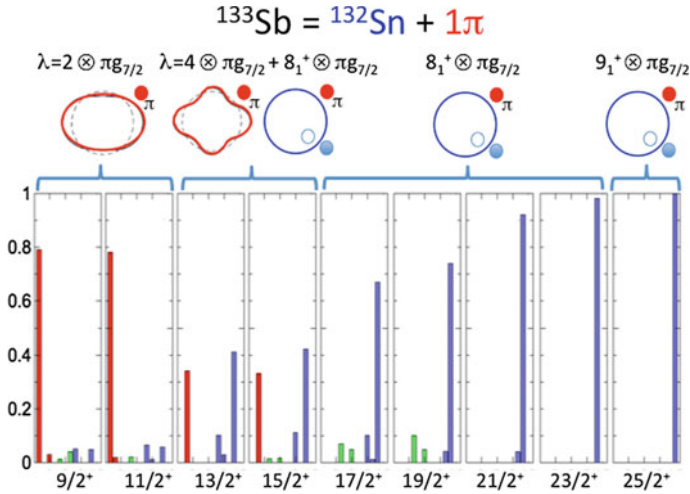 ¹³³Sb = ¹³²Sn + 1π
λ=2 ⊗ πg₇/₂ λ=4 ⊗ πg₇/₂ + 8₁⁺ ⊗ πg₇/₂ 8₁⁺ ⊗ πg₇/₂ 9₁⁺ ⊗ πg₇/₂
π π π π π
1
0.8
0.6
0.4
0.2
0
9/2⁺ 11/2⁺ 13/2⁺ 15/2⁺ 17/2⁺ 19/2⁺ 21/2⁺ 23/2⁺ 25/2⁺